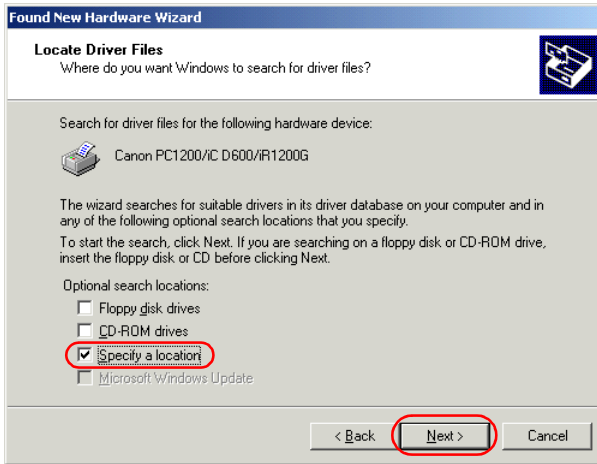 Found New Hardware Wizard
Locate Driver Files
Where do you want Windows to search for driver files?
Search for driver files for the following hardware device:
Canon PC1200/iC D600/iR1200G
The wizard searches for suitable drivers in its driver database on your computer and in
any of the following optional search locations that you specify.
To start the search, click Next. If you are searching on a floppy disk or CD-ROM drive,
insert the floppy disk or CD before clicking Next.
Optional search locations:
Floppy disk drives
CD-ROM drives
Specify a location
Microsoft Windows Update
< Back
Next >
Cancel